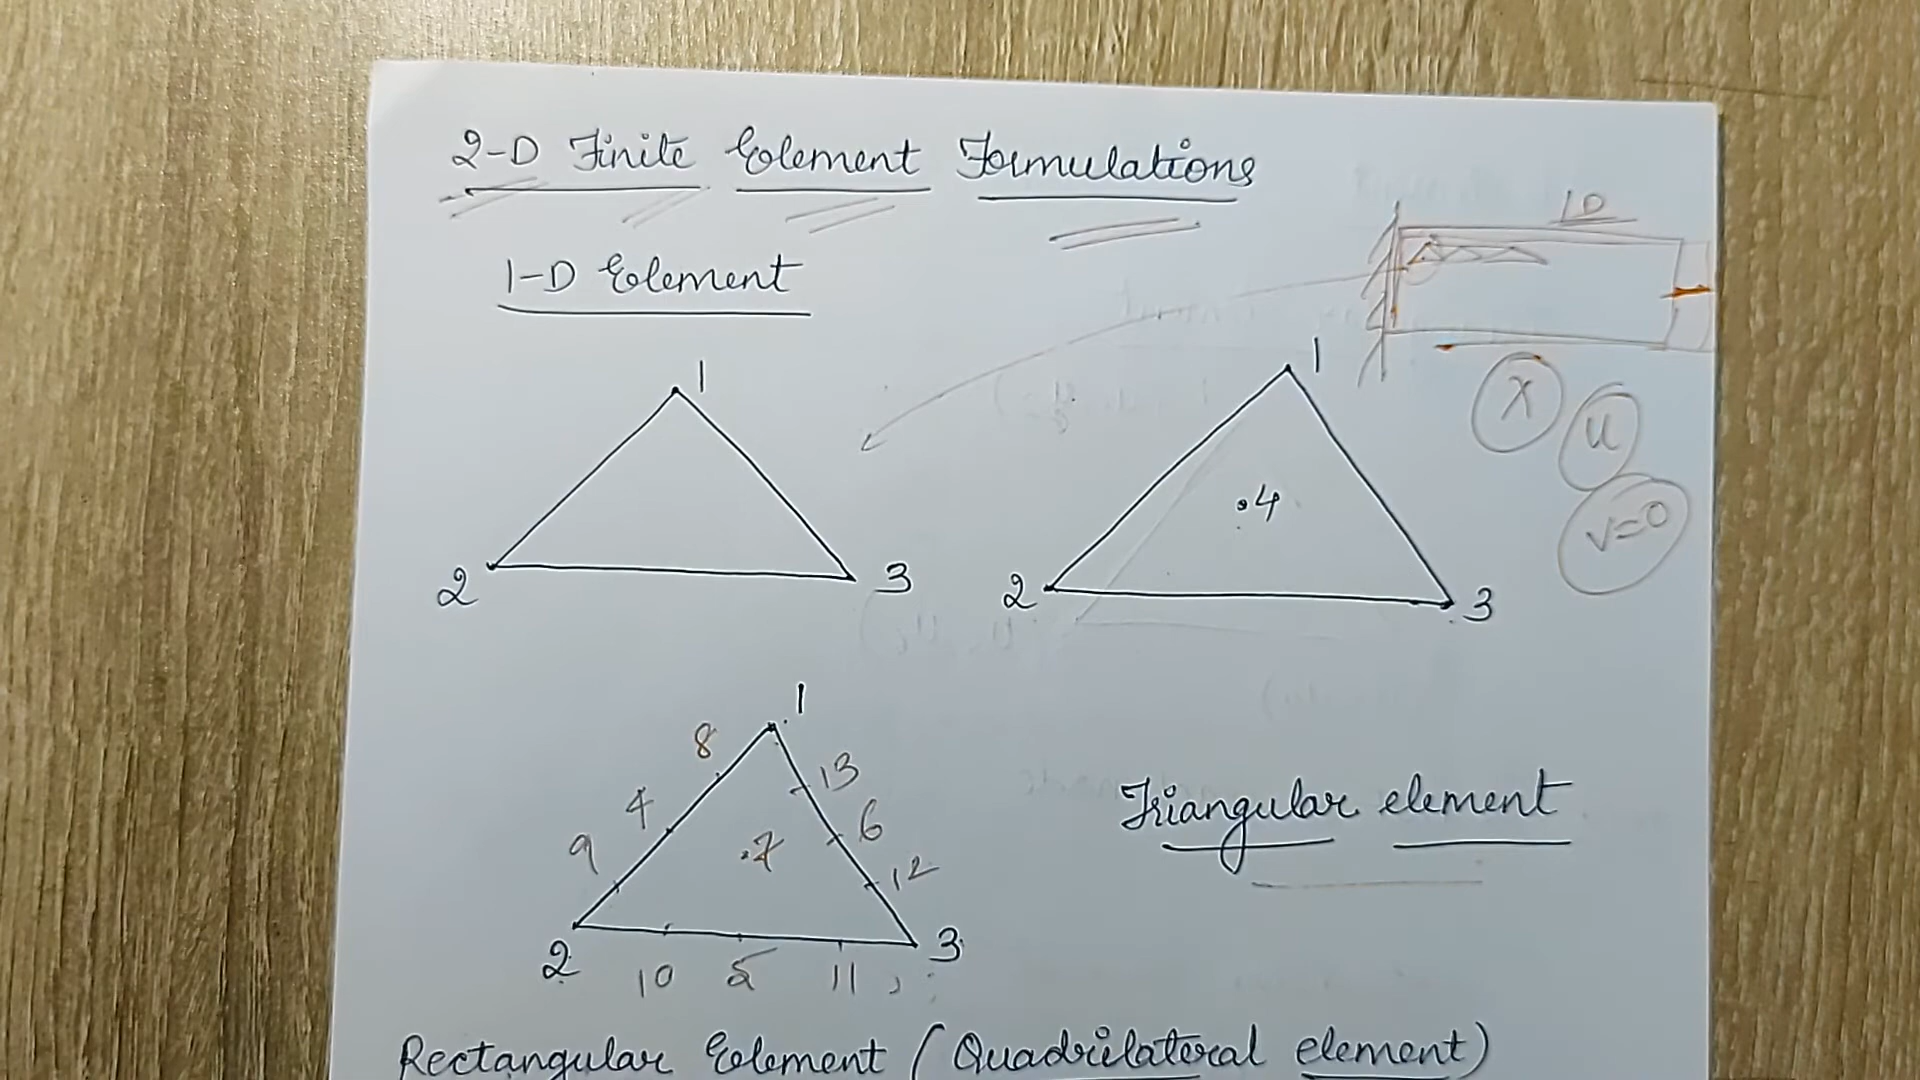 2-D Finite Element Formulations
1-D Element
1D
X
u
v=0
1
2
3
1
.4
2
3
1
8
13
4
6
9
.7
12
2
3
10
5
11
Triangular element
Rectangular Element (Quadrilateral element)